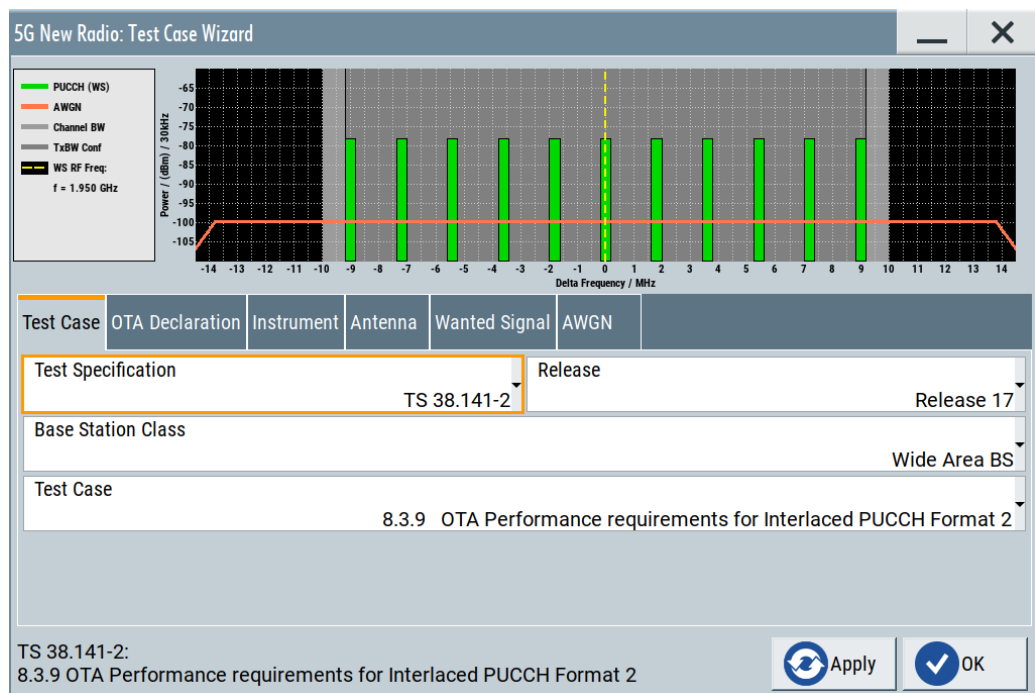 5G New Radio: Test Case Wizard
PUCCH (WS)
AWGN
Channel BW
TxBW Conf
WS RF Freq:
f = 1.950 GHz
Power / (dBm) / 30kHz
-65
-70
-75
-80
-85
-90
-95
-100
-105
-14 -13 -12 -11 -10 -9 -8 -7 -6 -5 -4 -3 -2 -1 0 1 2 3 4 5 6 7 8 9 10 11 12 13 14
Delta Frequency / MHz
Test Case OTA Declaration Instrument Antenna Wanted Signal AWGN
Test Specification
TS 38.141-2
Release
Release 17
Base Station Class
Wide Area BS
Test Case
8.3.9 OTA Performance requirements for Interlaced PUCCH Format 2
TS 38.141-2:
8.3.9 OTA Performance requirements for Interlaced PUCCH Format 2
Apply
OK